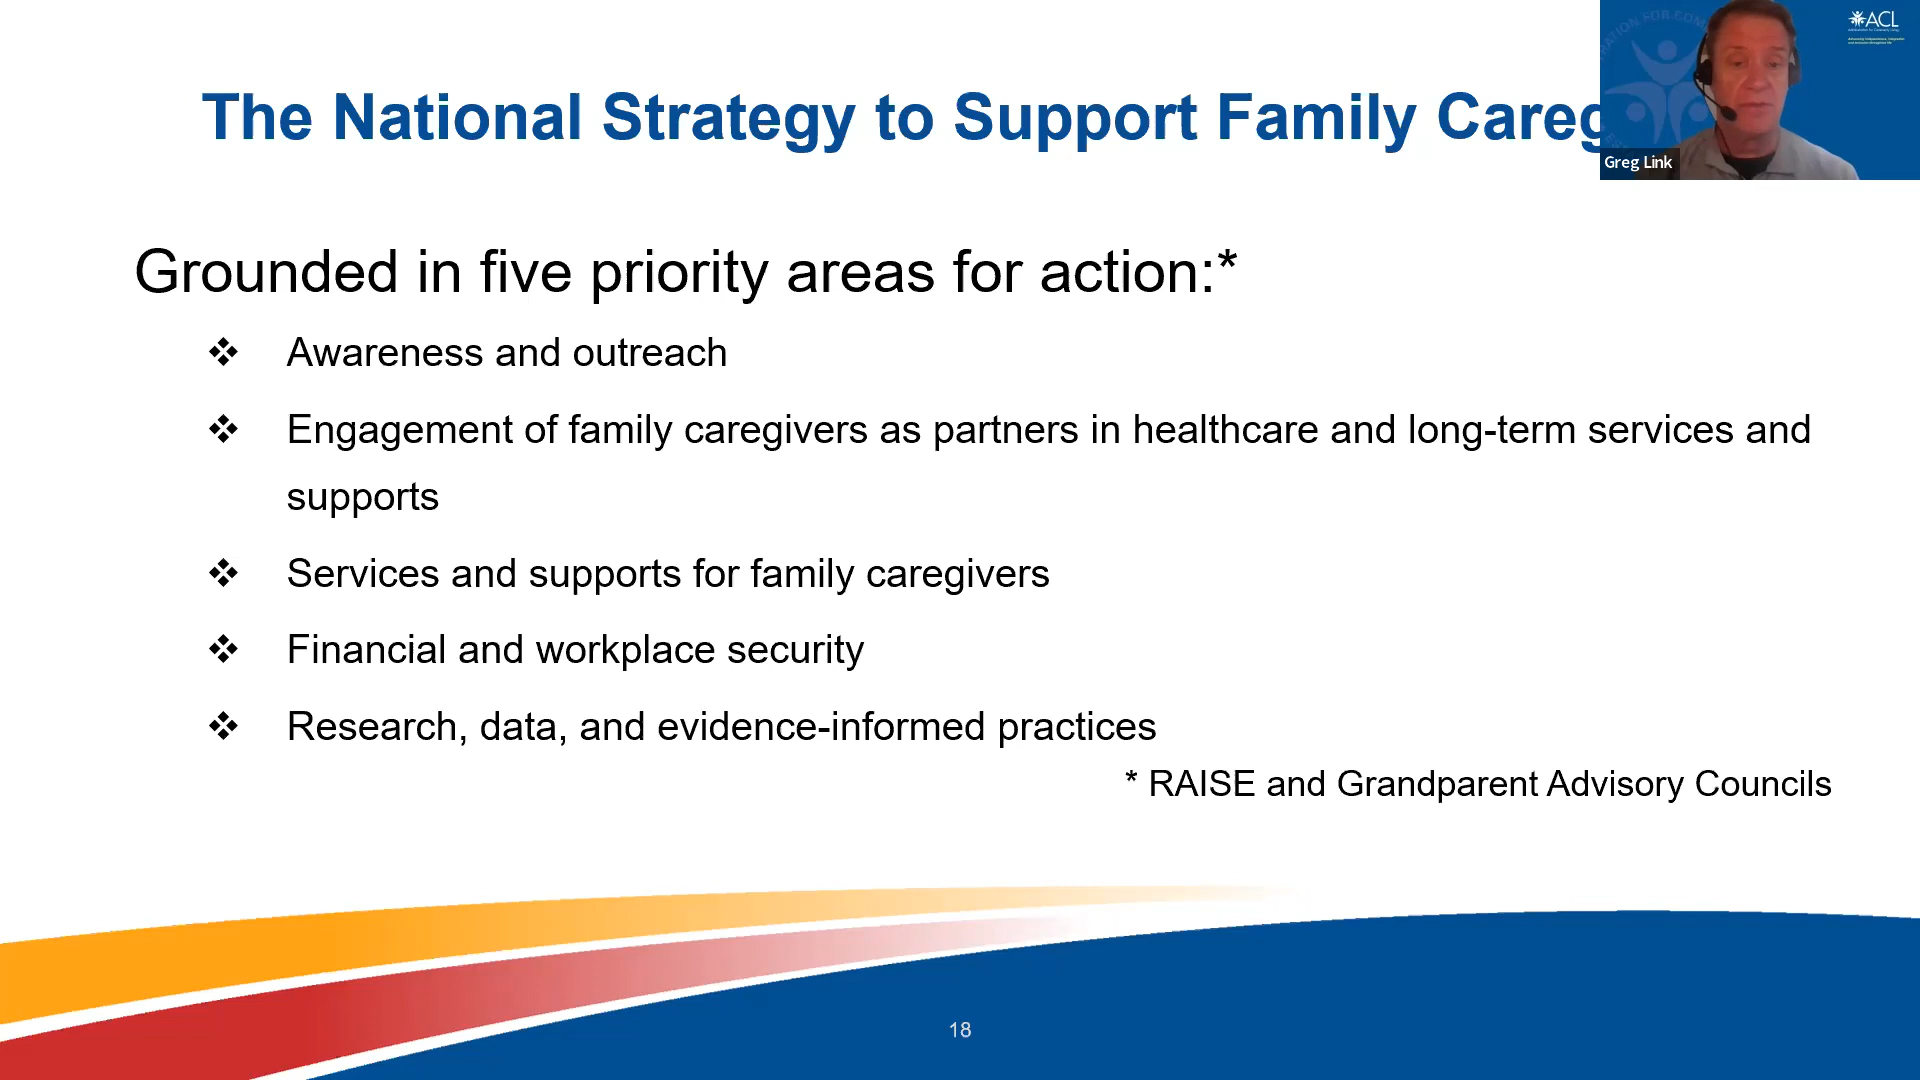 The National Strategy to Support Family Careg
ACL
Greg Link
Grounded in five priority areas for action:*
❖ Awareness and outreach
❖ Engagement of family caregivers as partners in healthcare and long-term services and
supports
❖ Services and supports for family caregivers
❖ Financial and workplace security
❖ Research, data, and evidence-informed practices
* RAISE and Grandparent Advisory Councils
18